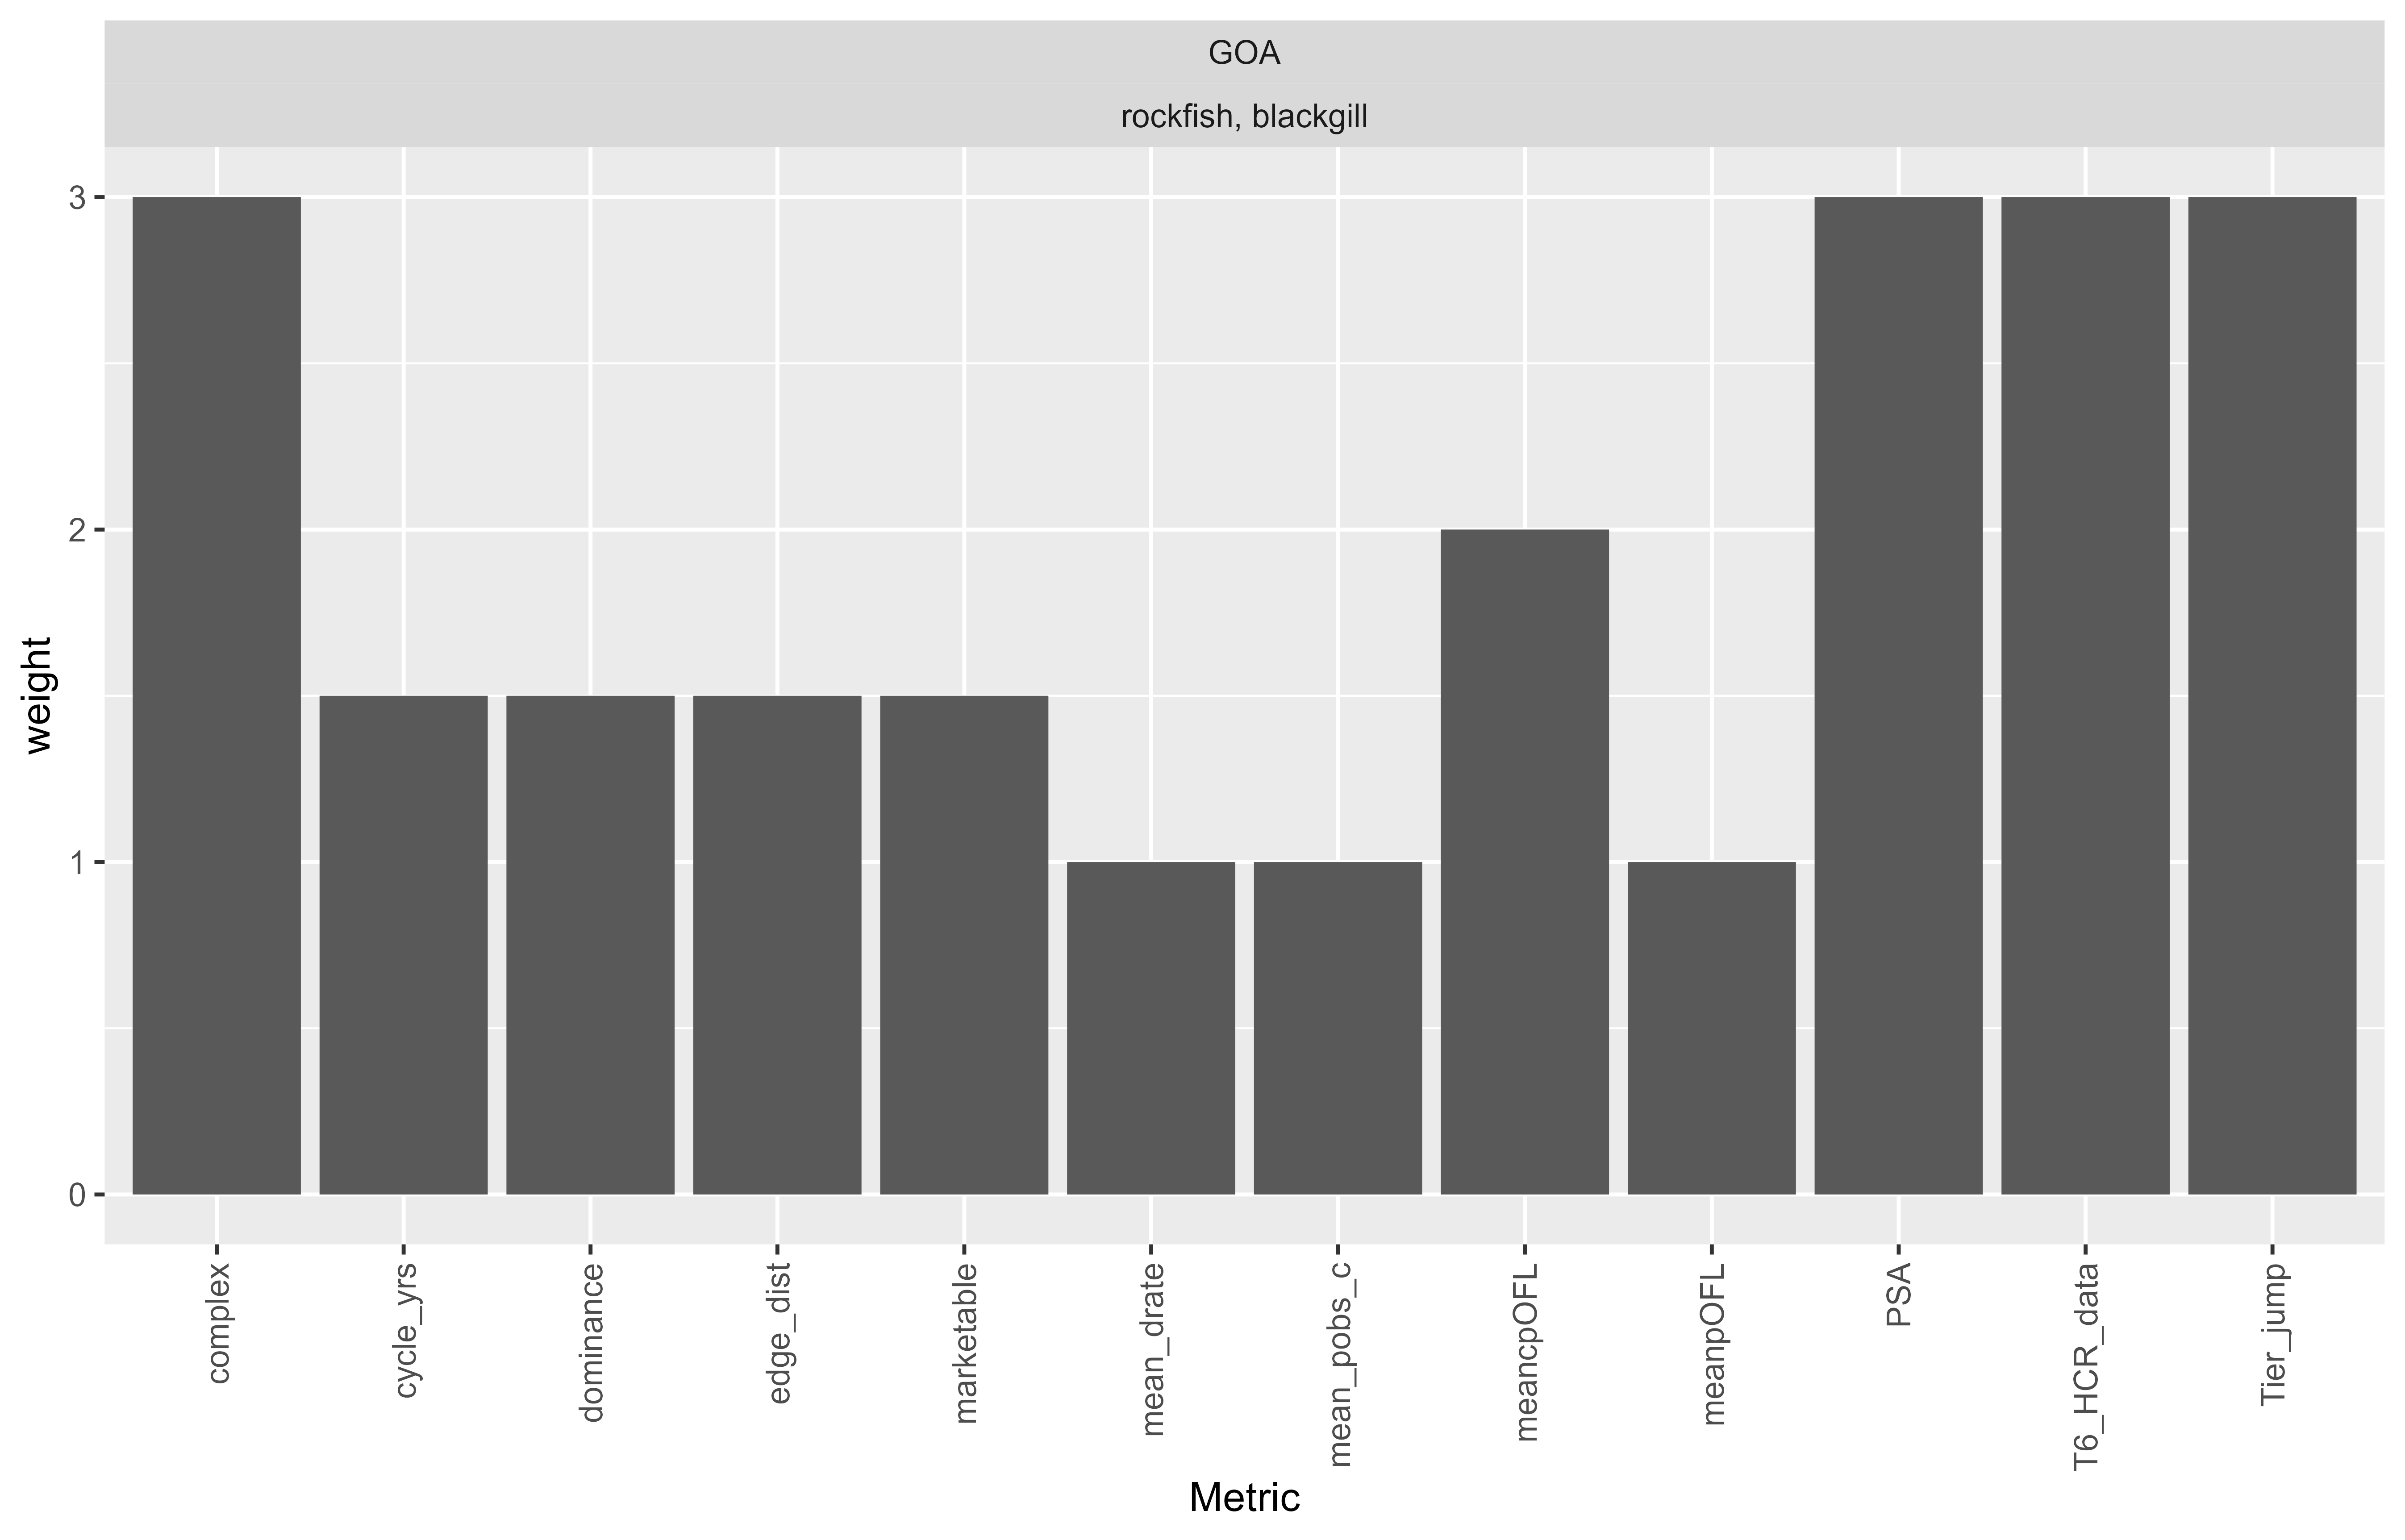 GOA
rockfish, blackgill
3
2
1
0
weight
complex
cycle_yrs
dominance
edge_dist
marketable
mean_drate
mean_pobs_c
meancpOFL
meanpOFL
PSA
T6_HCR_data
Tier_jump
Metric